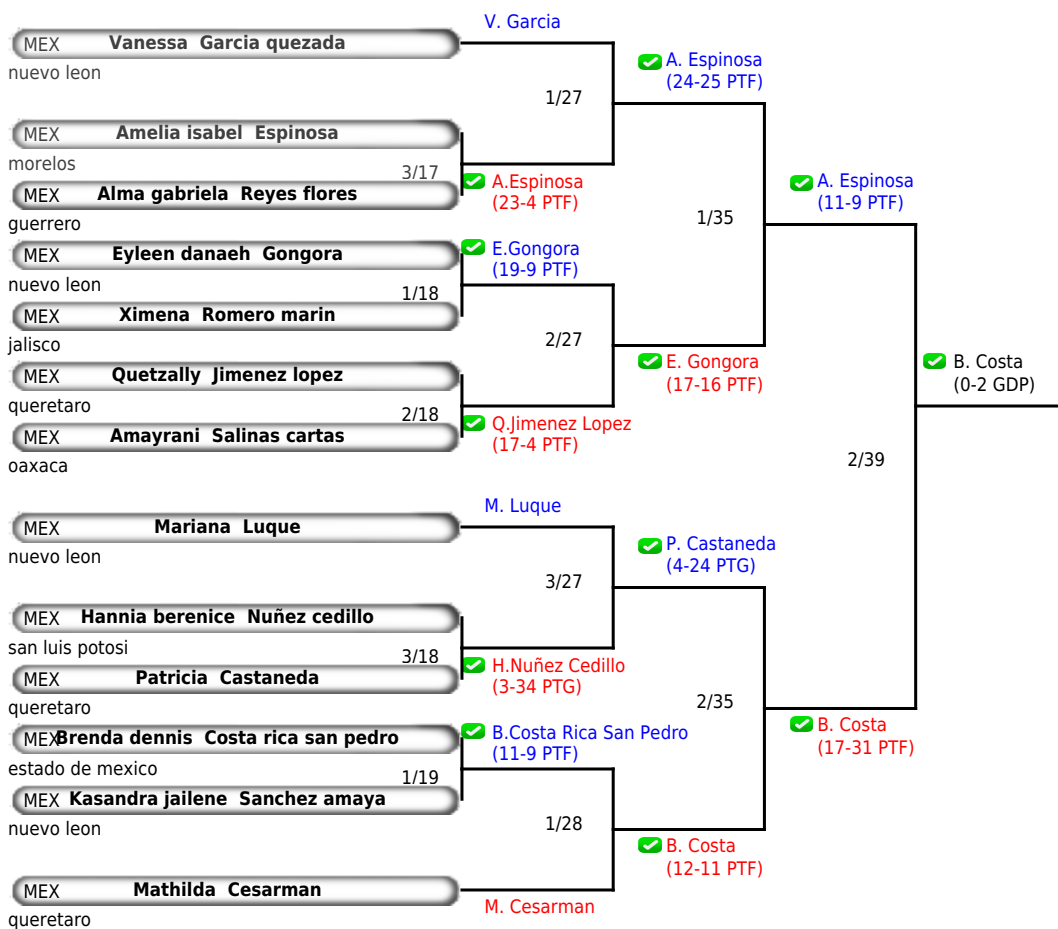 V. Garcia
MEX Vanessa Garcia quezada
nuevo leon
A. Espinosa
(24-25 PTF)
1/27
MEX Amelia isabel Espinosa
morelos
3/17
A.Espinosa
(23-4 PTF)
MEX Alma gabriela Reyes flores
guerrero
A. Espinosa
(11-9 PTF)
1/35
MEX Eyleen danaeh Gongora
nuevo leon
E.Gongora
(19-9 PTF)
1/18
MEX Ximena Romero marin
jalisco
2/27
E. Gongora
(17-16 PTF)
B. Costa
(0-2 GDP)
MEX Quetzally Jimenez lopez
queretaro
2/18
Q.Jimenez Lopez
(17-4 PTF)
MEX Amayrani Salinas cartas
oaxaca
2/39
M. Luque
MEX Mariana Luque
nuevo leon
P. Castaneda
(4-24 PTG)
3/27
MEX Hannia berenice Nuñez cedillo
san luis potosi
3/18
H.Nuñez Cedillo
(3-34 PTG)
MEX Patricia Castaneda
queretaro
2/35
B. Costa
(17-31 PTF)
MEX Brenda dennis Costa rica san pedro
estado de mexico
B.Costa Rica San Pedro
(11-9 PTF)
1/19
MEX Kasandra jailene Sanchez amaya
nuevo leon
1/28
B. Costa
(12-11 PTF)
MEX Mathilda Cesarman
queretaro
M. Cesarman